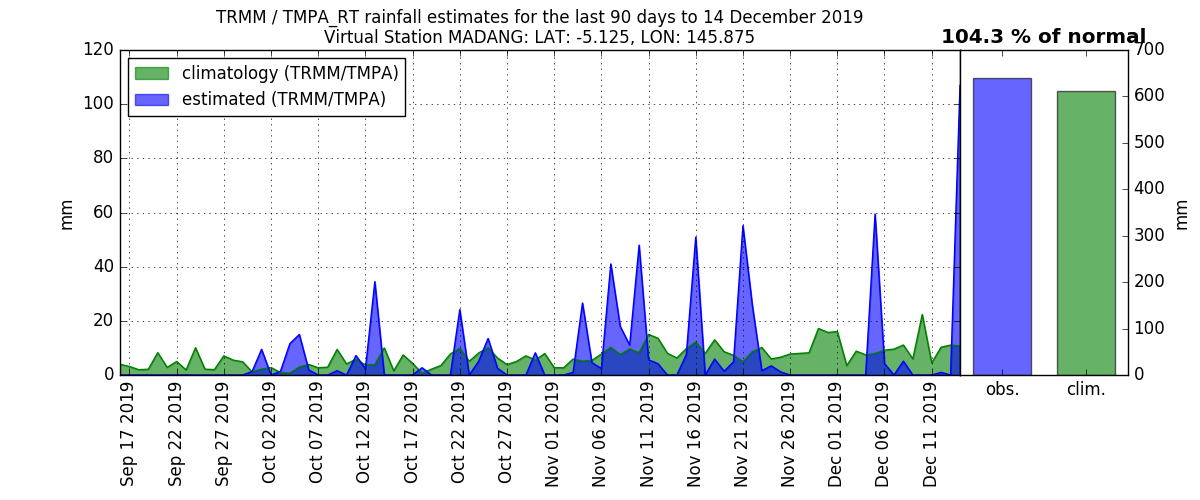 TRMM / TMPA_RT rainfall estimates for the last 90 days to 14 December 2019
Virtual Station MADANG: LAT: -5.125, LON: 145.875
104.3 % of normal
climatology (TRMM/TMPA)
estimated (TRMM/TMPA)
120
100
80
60
40
20
0
mm
700
600
500
400
300
200
100
0
mm
Sep 17 2019
Sep 22 2019
Sep 27 2019
Oct 02 2019
Oct 07 2019
Oct 12 2019
Oct 17 2019
Oct 22 2019
Oct 27 2019
Nov 01 2019
Nov 06 2019
Nov 11 2019
Nov 16 2019
Nov 21 2019
Nov 26 2019
Dec 01 2019
Dec 06 2019
Dec 11 2019
obs.
clim.